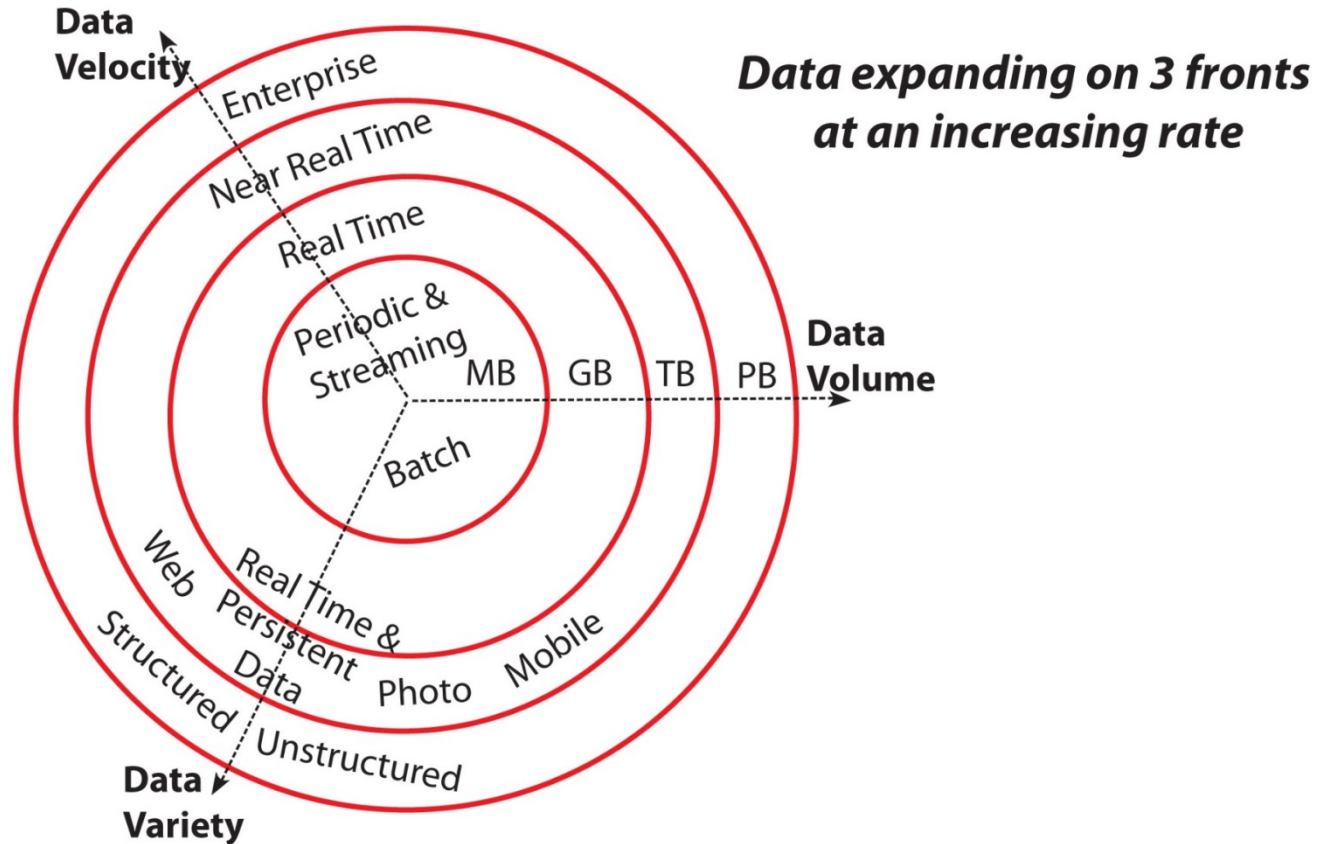 Data
Velocity
Data expanding on 3 fronts
at an increasing rate
Enterprise
Near Real Time
Real Time
Periodic &
Streaming
MB
GB
TB
PB
Data
Volume
Batch
Real Time &
Persistent
Data
Web
Photo
Mobile
Structured
Unstructured
Data
Variety